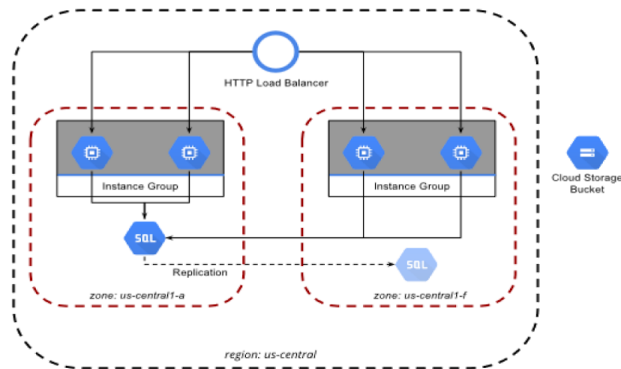 HTTP Load Balancer
Instance Group
Instance Group
Cloud Storage
Bucket
SQL
Replication
SQL
zone: us-central1-a
zone: us-central1-f
region: us-central